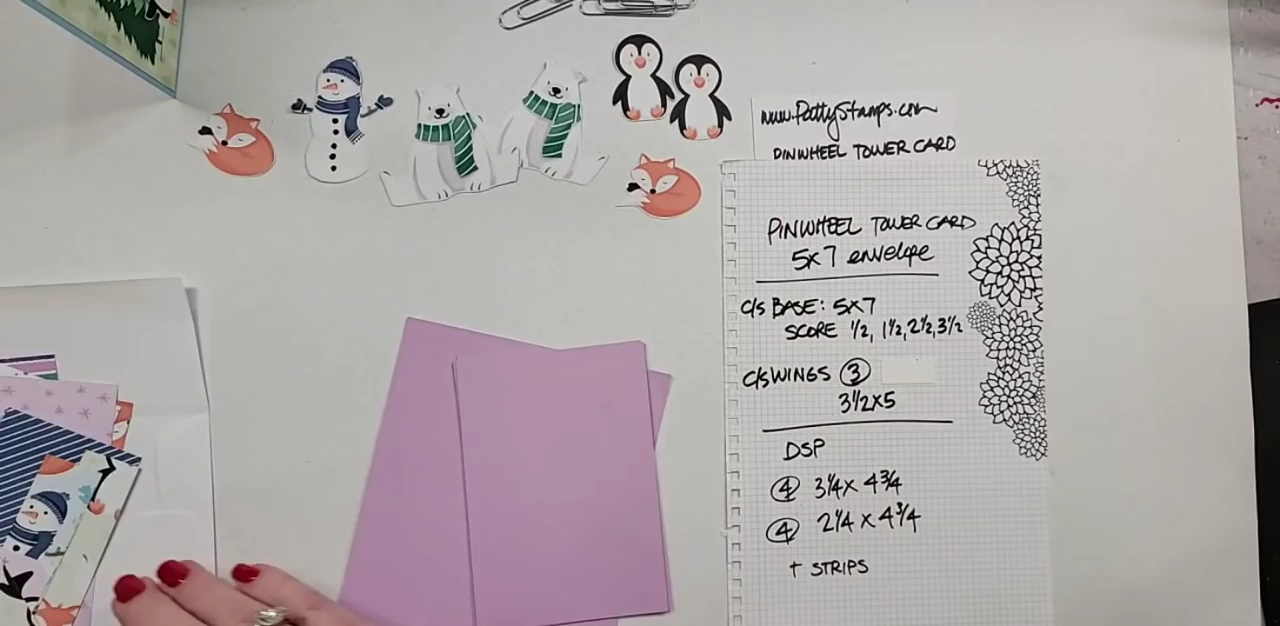 www.PattyStamps.com
PINWHEEL TOWER CARD
PINWHEEL TOWER CARD
5x7 envelope
C/S BASE: 5x7
SCORE 1/2, 1 1/2, 2 1/2, 3 1/2
C/S WINGS ③
3 1/2 x 5
DSP
④ 3 1/4 x 4 3/4
④ 2 1/4 x 4 3/4
+ STRIPS